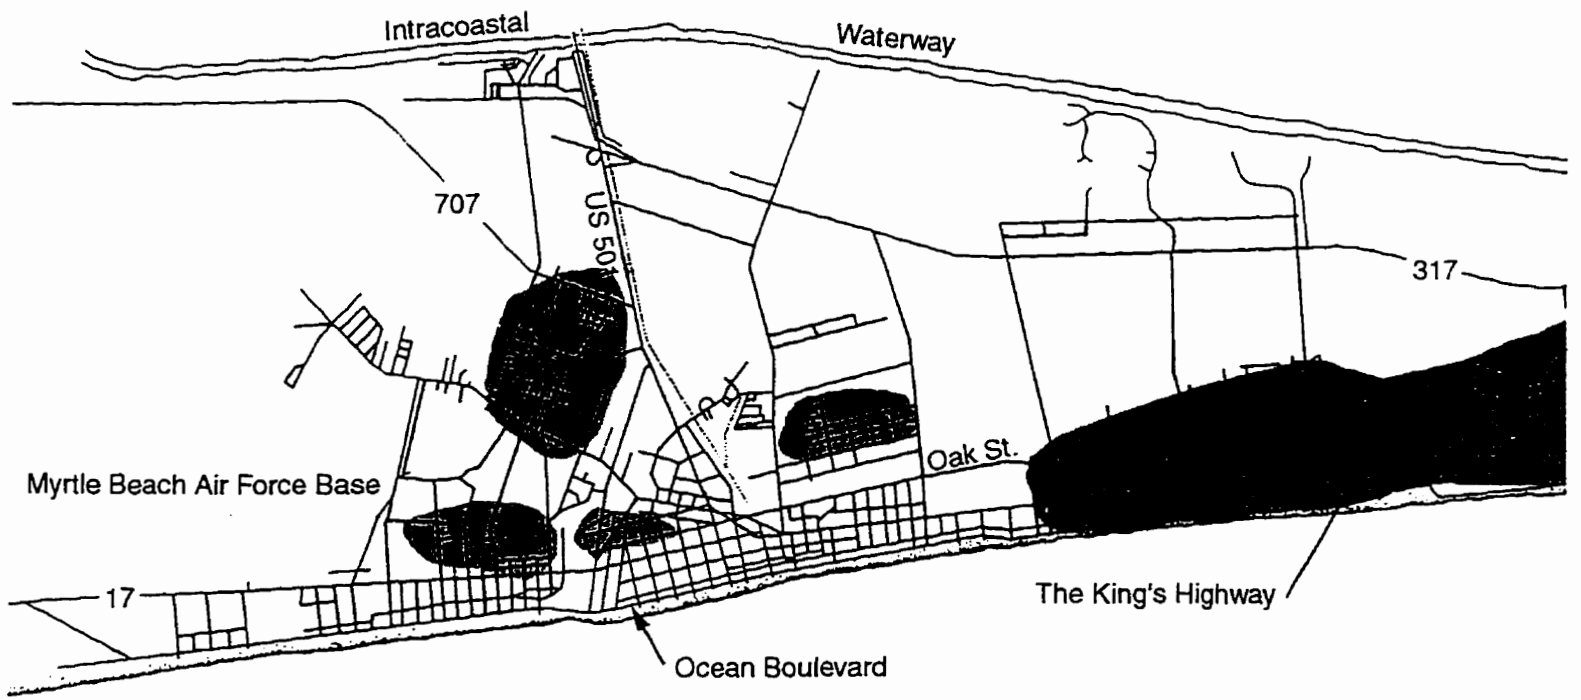 Intracoastal
Waterway
707
US 501
317
Oak St.
Myrtle Beach Air Force Base
17
The King's Highway
Ocean Boulevard